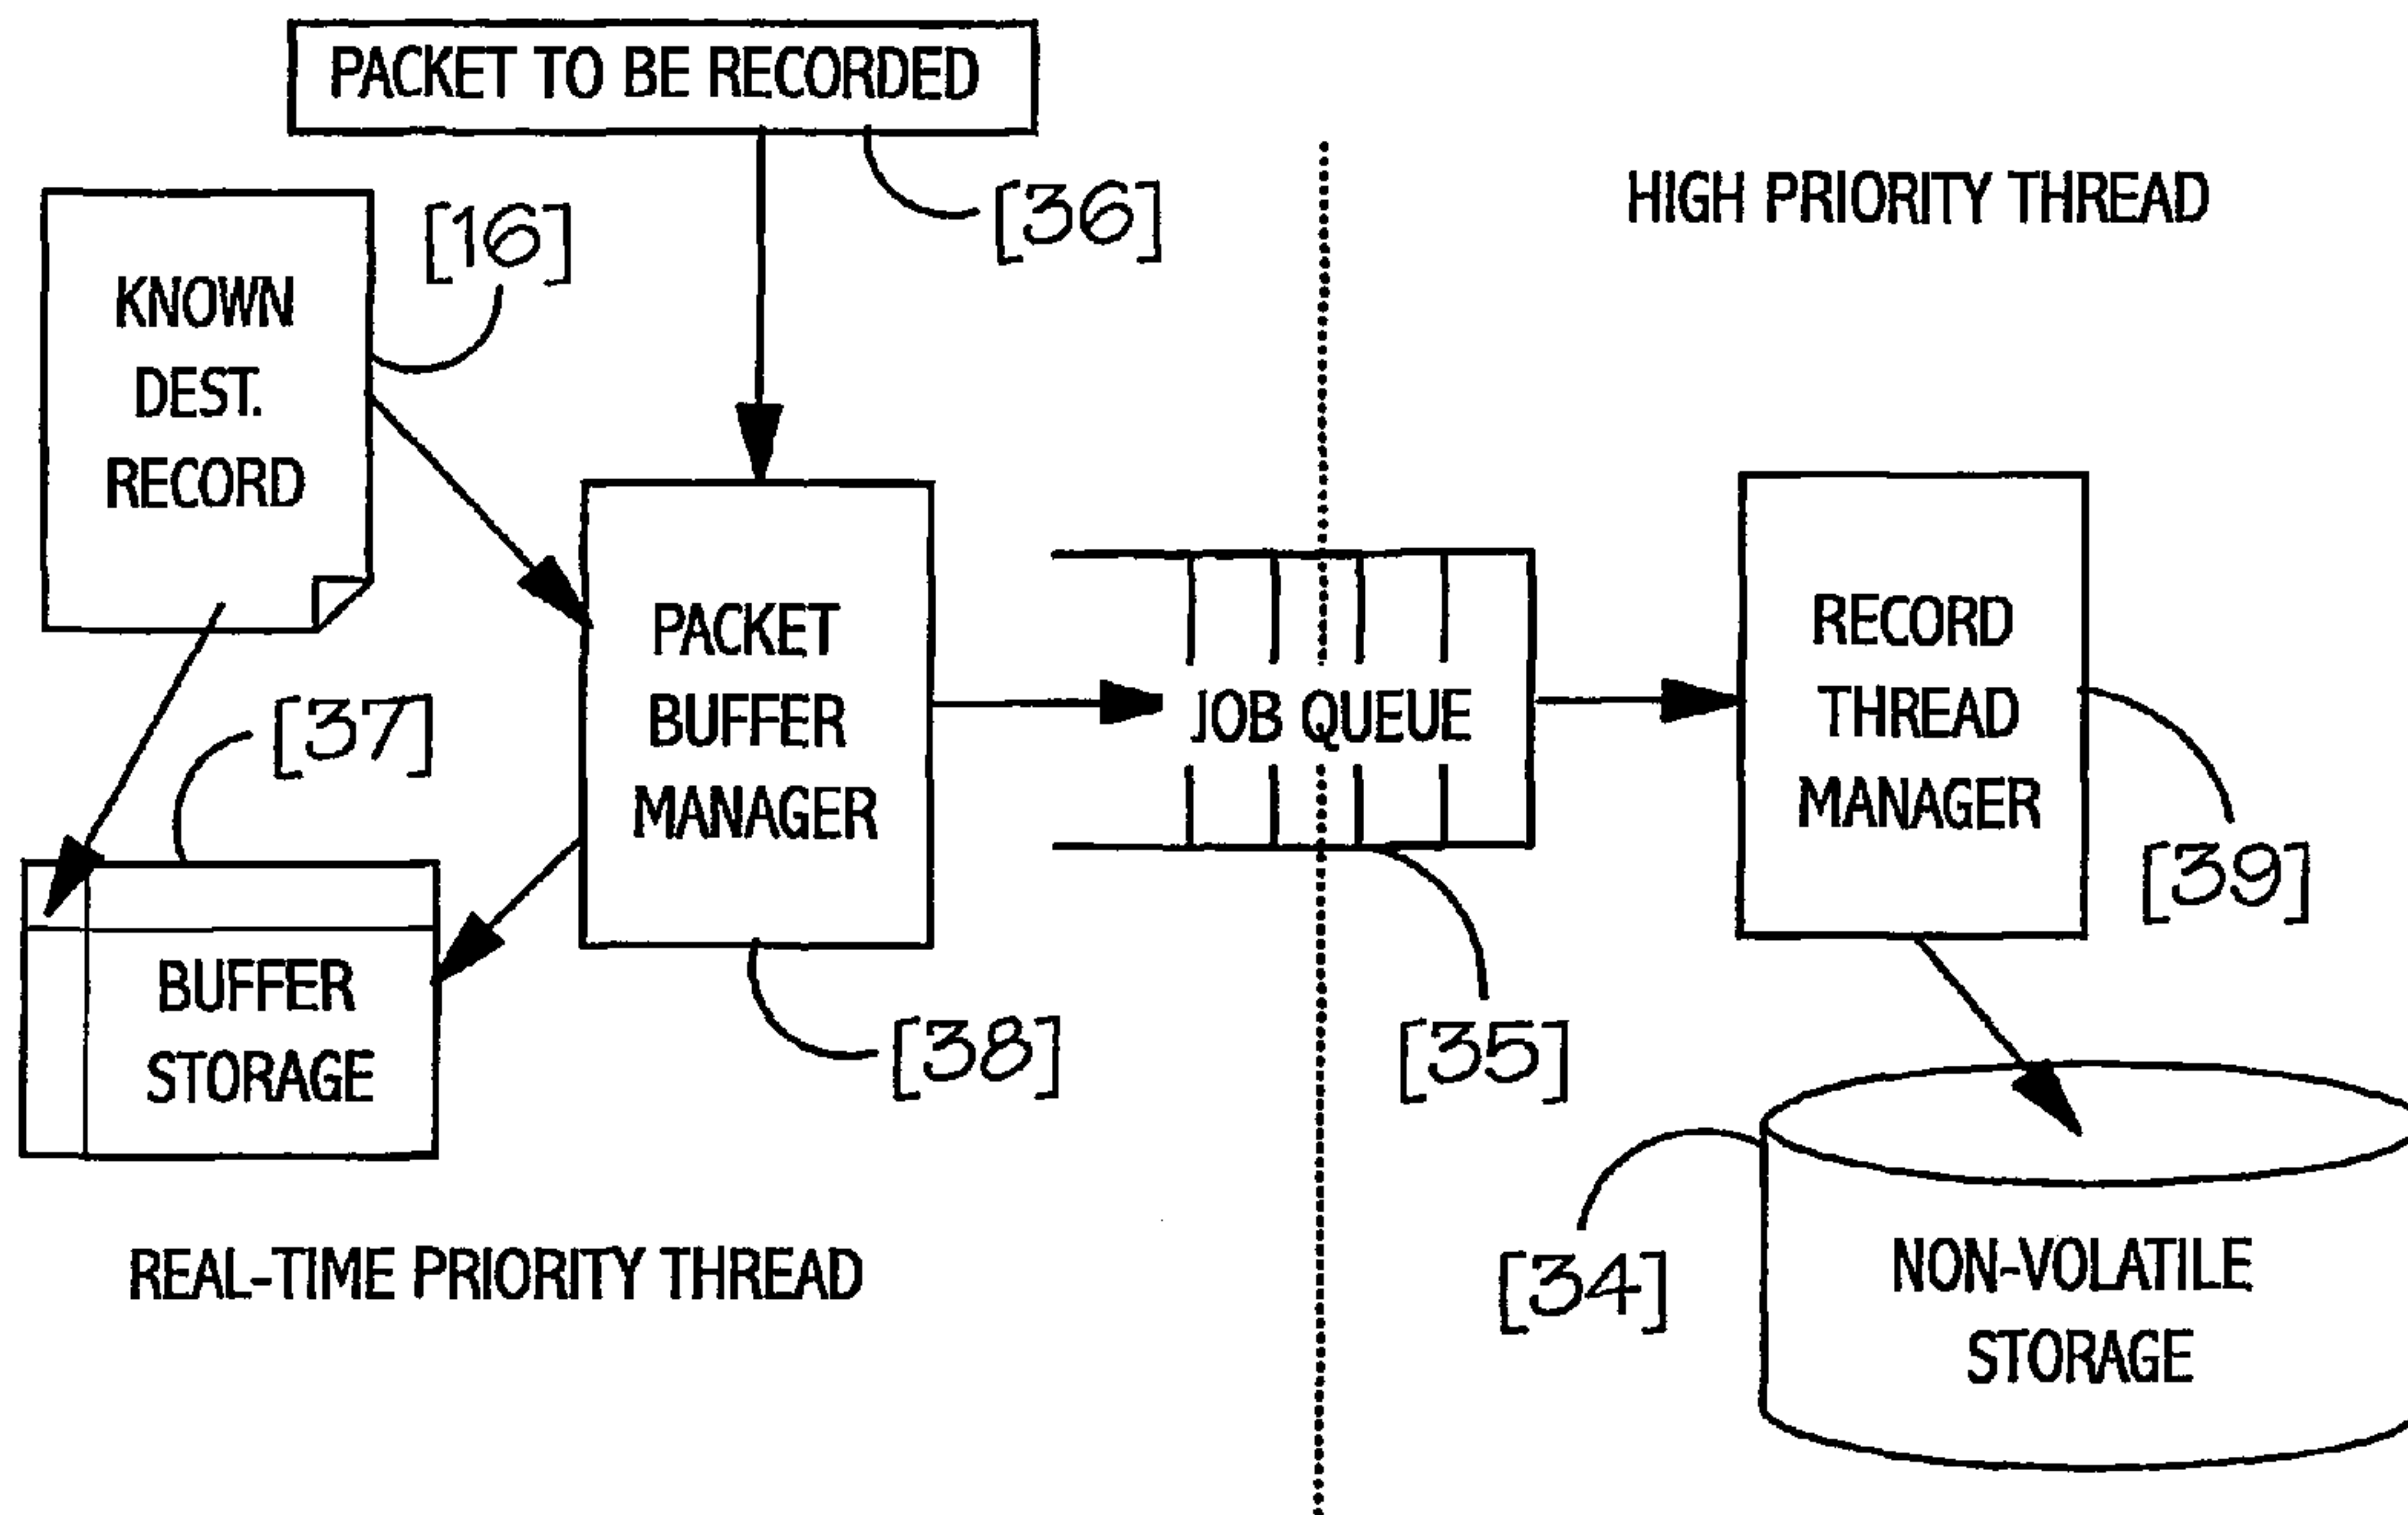 PACKET TO BE RECORDED
[36]
HIGH PRIORITY THREAD
[16]
KNOWN
DEST.
RECORD
[37]
PACKET
BUFFER
MANAGER
[38]
JOB QUEUE
[35]
RECORD
THREAD
MANAGER
[39]
BUFFER
STORAGE
REAL-TIME PRIORITY THREAD
[34]
NON-VOLATILE
STORAGE